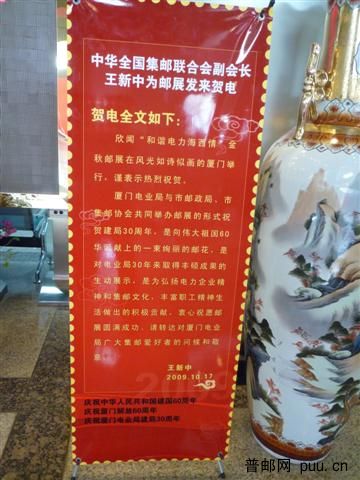 中华全国集邮联合会副会长
王新中为邮展发来贺电
贺电全文如下：
欣闻“和谐电力海西情”金
秋邮展在风光如诗似画的厦门举
行，谨表示热烈祝贺。
厦门电业局与市邮政局、市
集邮协会共同举办邮展的形式祝
贺建局30周年，是向伟大祖国60
华诞献上的一束绚丽的邮花，是
对电业局30年来取得丰硕成果的
生动展示，是为弘扬电力企业精
神和集邮文化，丰富职工精神生
活做出的积极贡献。衷心祝愿邮
展圆满成功。请转达对厦门电业
局广大集邮爱好者的问候和敬
意。
王新中
2009.10.17
庆祝中华人民共和国建国60周年
庆祝厦门解放60周年
庆祝厦门电业局建局30周年
普邮网 puu.cn